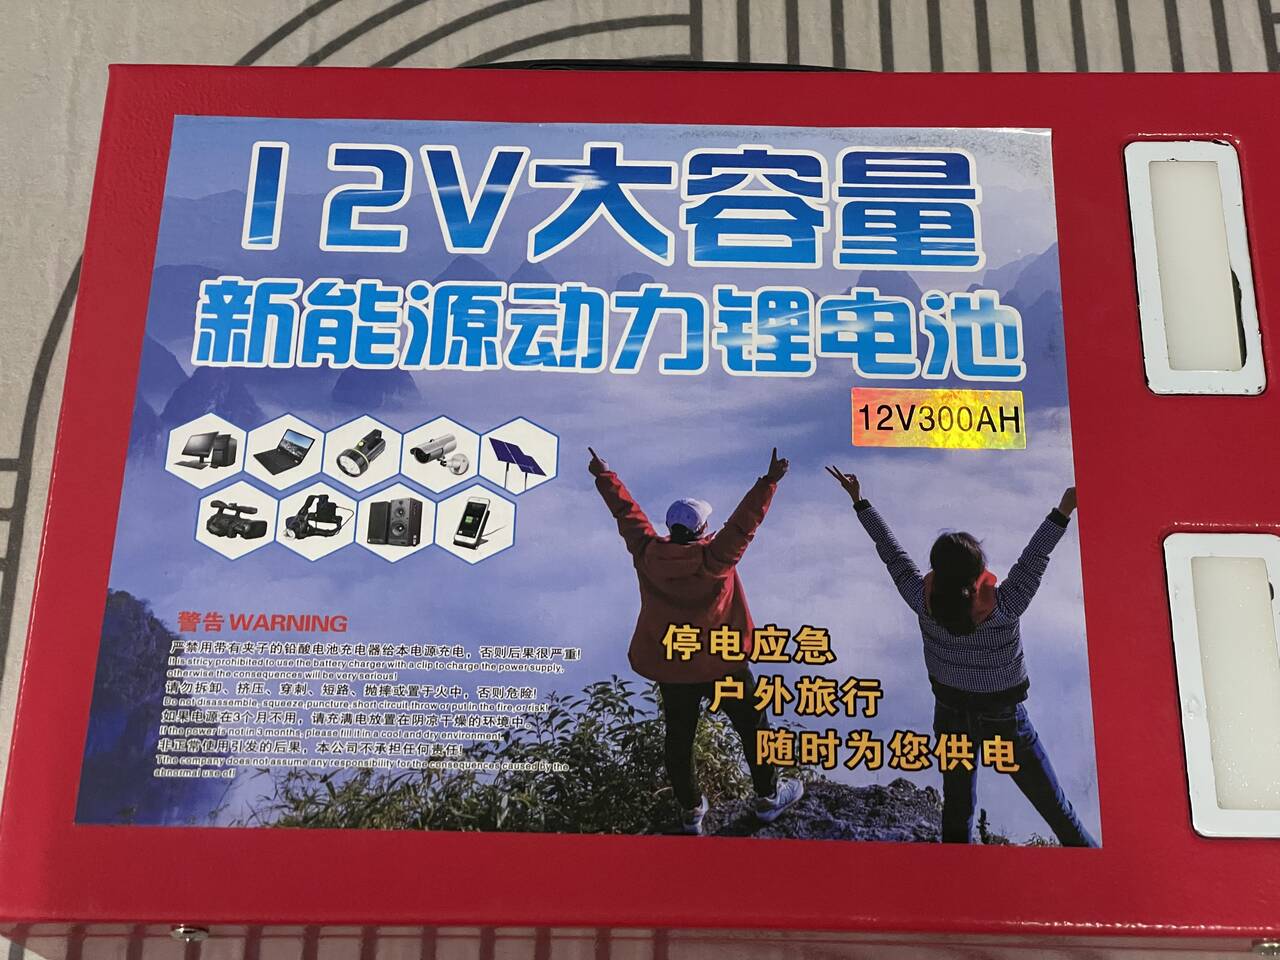 12V大容量
新能源动力锂电池
12V300AH
警告 WARNING
严禁用带有夹子的铅酸电池充电器给本电源充电，否则后果很严重!
It is stricy prohibited to use the battery charger with a clip to charge the power supply,
otherwise the consequences will be very serious!
请勿拆卸、挤压、穿刺、短路、抛摔或置于火中，否则危险!
Do not disassemble, squeeze, puncture, short circuit, throw or put in the fire, or risk!
如果电源在3个月不用，请充满电放置在阴凉干燥的环境中。
If the power is not in 3 months, please fill it in a cool and dry environment.
非正常使用引发的后果，本公司不承担任何责任!
The company does not assume any responsibility for the consequences caused by the
abnormal use of!
停电应急
户外旅行
随时为您供电